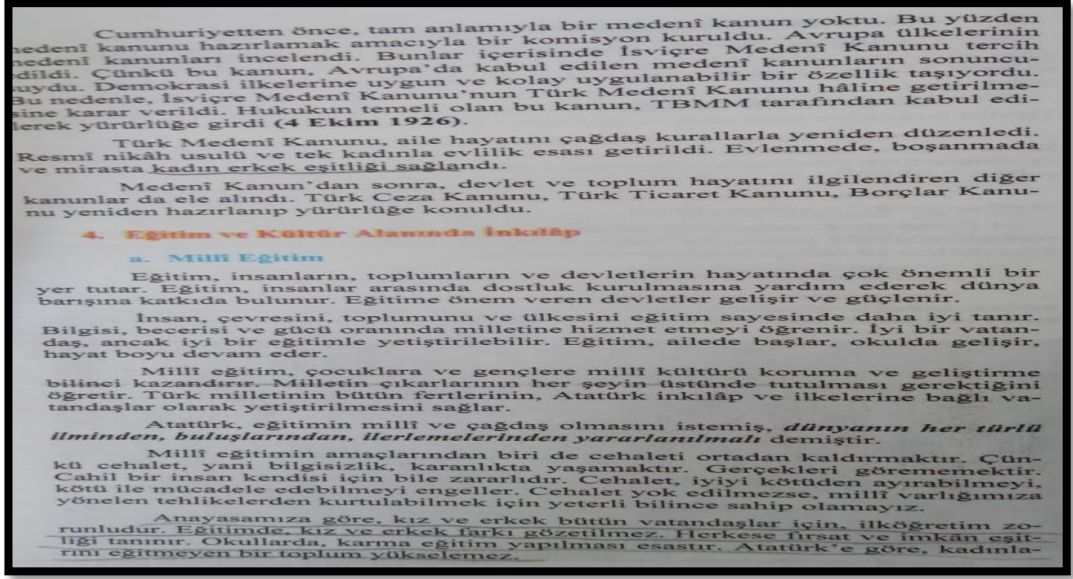 Cumhuriyetten önce, tam anlamıyla bir medenî kanun yoktu. Bu yüzden
medenî kanunu hazırlamak amacıyla bir komisyon kuruldu. Avrupa ülkelerinin
medenî kanunları incelendi. Bunlar içerisinde İsviçre Medenî Kanunu tercih
edildi. Çünkü bu kanun, Avrupa'da kabul edilen medenî kanunların sonuncu-
suydu. Demokrasi ilkelerine uygun ve kolay uygulanabilir bir özellik taşıyordu.
Bu nedenle, İsviçre Medenî Kanunu'nun Türk Medenî Kanunu hâline getirilme-
sine karar verildi. Hukukun temeli olan bu kanun, TBMM tarafından kabul edi-
lerek yürürlüğe girdi (4 Ekim 1926).
Türk Medenî Kanunu, aile hayatını çağdaş kurallarla yeniden düzenledi.
Resmî nikâh usulü ve tek kadınla evlilik esası getirildi. Evlenmede, boşanmada
ve mirasta kadın erkek eşitliği sağlandı.
Medenî Kanun'dan sonra, devlet ve toplum hayatını ilgilendiren diğer
kanunlar da ele alındı. Türk Ceza Kanunu, Türk Ticaret Kanunu, Borçlar Kanu-
nu yeniden hazırlanıp yürürlüğe konuldu.
4. Eğitim ve Kültür Alanında İnkılâp
a. Millî Eğitim
Eğitim, insanların, toplumların ve devletlerin hayatında çok önemli bir
yer tutar. Eğitim, insanlar arasında dostluk kurulmasına yardım ederek dünya
barışına katkıda bulunur. Eğitime önem veren devletler gelişir ve güçlenir.
İnsan, çevresini, toplumunu ve ülkesini eğitim sayesinde daha iyi tanır.
Bilgisi, becerisi ve gücü oranında milletine hizmet etmeyi öğrenir. İyi bir vatan-
daş, ancak iyi bir eğitimle yetiştirilebilir. Eğitim, ailede başlar, okulda gelişir,
hayat boyu devam eder.
Millî eğitim, çocuklara ve gençlere millî kültürü koruma ve geliştirme
bilinci kazandırır. Milletin çıkarlarının her şeyin üstünde tutulması gerektiğini
öğretir. Türk milletinin bütün fertlerinin, Atatürk inkılâp ve ilkelerine bağlı va-
tandaşlar olarak yetiştirilmesini sağlar.
Atatürk, eğitimin millî ve çağdaş olmasını istemiş, dünyanın her türlü
ilminden, buluşlarından, ilerlemelerinden yararlanılmalı demiştir.
Millî eğitimin amaçlarından biri de cehaleti ortadan kaldırmaktır. Çün-
kü cehalet, yani bilgisizlik, karanlıkta yaşamaktır. Gerçekleri görememektir.
Cahil bir insan kendisi için bile zararlıdır. Cehalet, iyiyi kötüden ayırabilmeyi,
kötü ile mücadele edebilmeyi engeller. Cehalet yok edilmezse, millî varlığımıza
yönelen tehlikelerden kurtulabilmek için yeterli bilince sahip olamayız.
Anayasamıza göre, kız ve erkek bütün vatandaşlar için, ilköğretim zo-
runludur. Eğitimde, kız ve erkek farkı gözetilmez. Herkese fırsat ve imkân eşit-
liği tanınır. Okullarda, karma eğitim yapılması esastır. Atatürk'e göre, kadınla-
rını eğitmeyen bir toplum yükselemez.